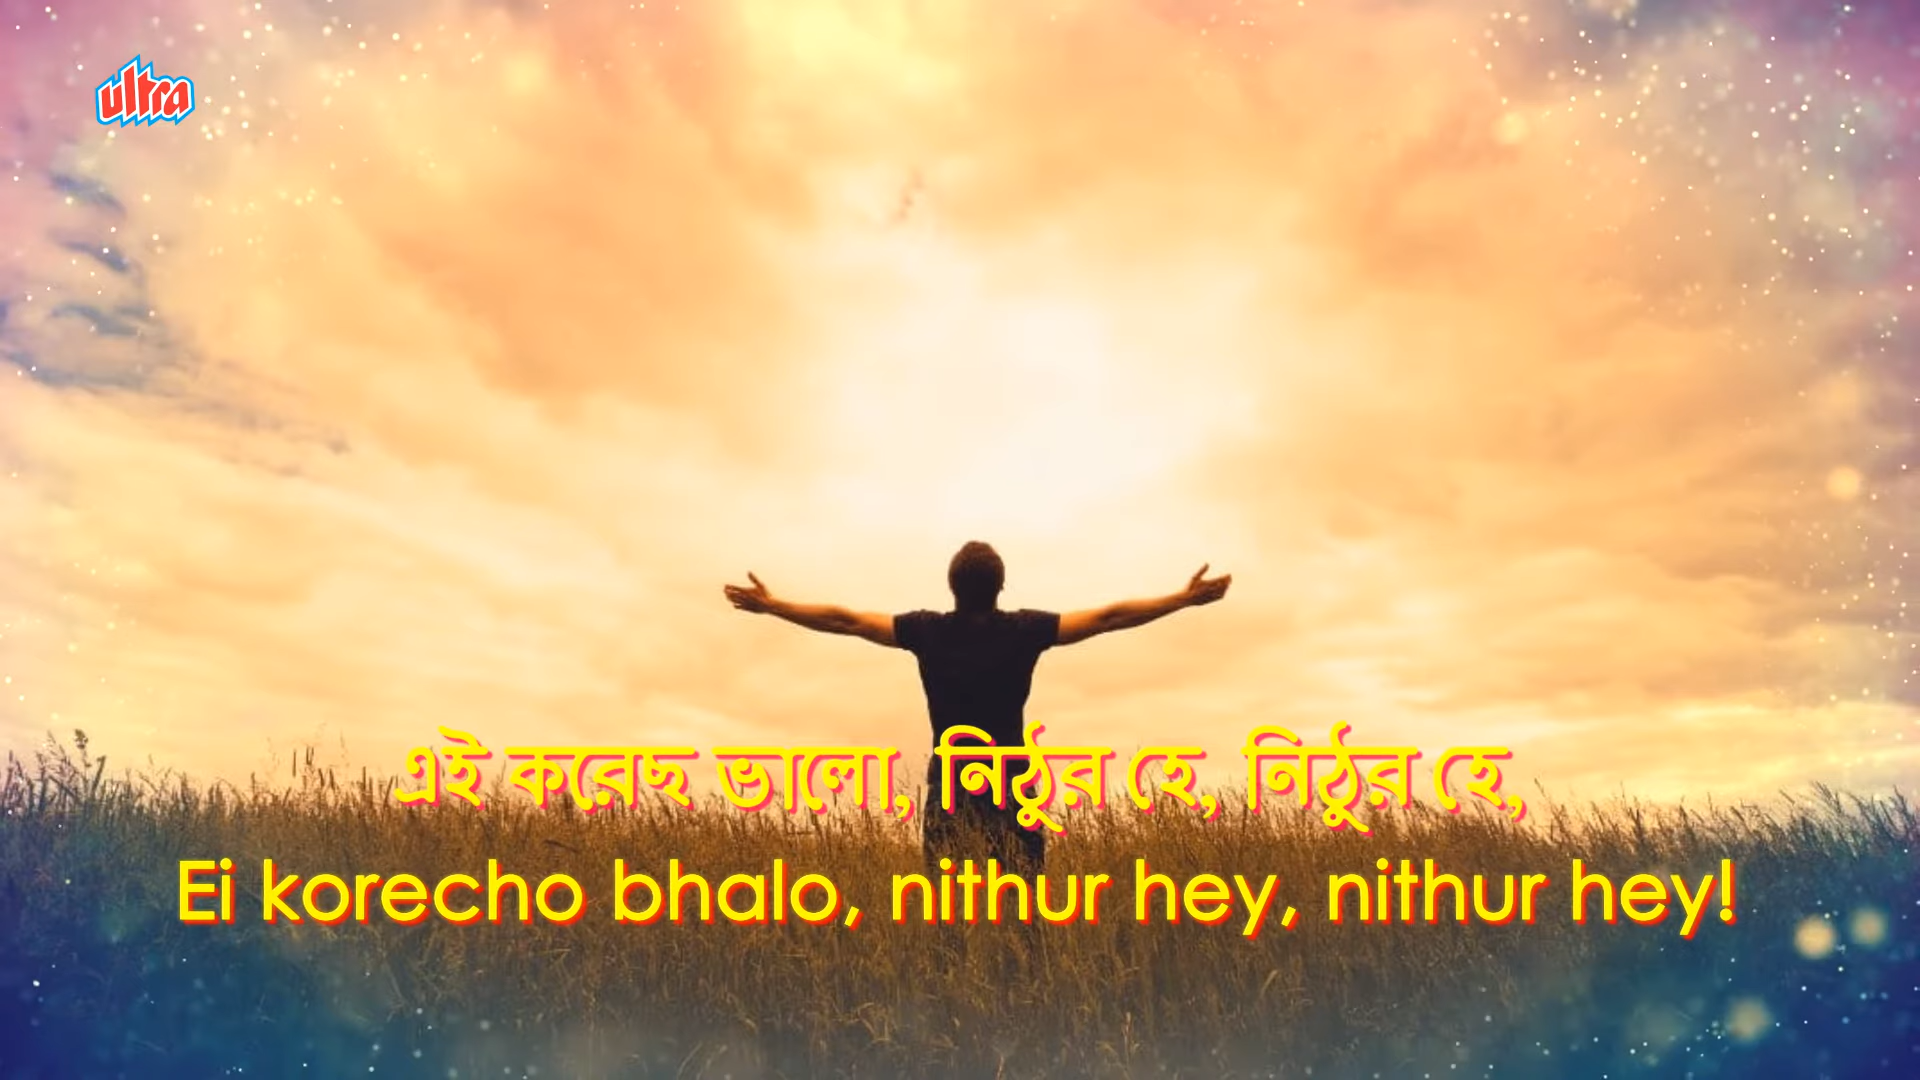 ultra
এই করেছ ভালো, নিঠুর হে, নিঠুর হে,
Ei korecho bhalo, nithur hey, nithur hey!